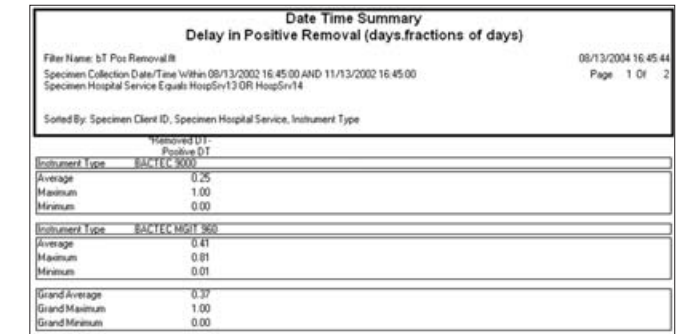 Date Time Summary
Delay in Positive Removal (days.fractions of days)
Filter Name: bT Pos Removal.flt 08/13/2004 16:45:44
Specimen Collection Date/Time Within 08/13/2002 16:45:00 AND 11/13/2002 16:45:00 Page 1 Of 2
Specimen Hospital Service Equals HospSrv13 OR HospSrv14
Sorted By: Specimen Client ID, Specimen Hospital Service, Instrument Type
"Removed DT-
Positive DT
Instrument Type BACTEC 9000
Average 0.25
Maximum 1.00
Minimum 0.00
Instrument Type BACTEC MGIT 960
Average 0.41
Maximum 0.81
Minimum 0.01
Grand Average 0.37
Grand Maximum 1.00
Grand Minimum 0.00